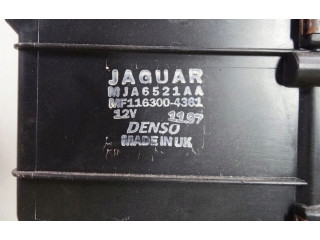 JAGUAR
MJA6521AA
MF116300-4361
12V 1197
DENSO
MADE IN UK